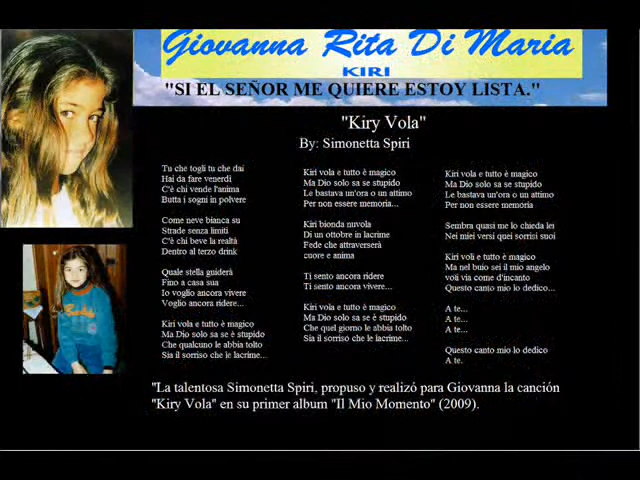 Giovanna Rita Di Maria
KIRI
"SI EL SEÑOR ME QUIERE ESTOY LISTA."
"Kiry Vola"
By: Simonetta Spiri
Tu che togli tu che dai
Hai da fare venerdì
C'è chi vende l'anima
Butta i sogni in polvere
Come neve bianca su
Strade senza limiti
C'è chi beve la realtà
Dentro al terzo drink
Quale stella guiderà
Fino a casa sua
Io voglio ancora vivere
Voglio ancora ridere...
Kiri vola e tutto è magico
Ma Dio solo sa se è stupido
Che qualcuno le abbia tolto
Sia il sorriso che le lacrime...
Kiri vola e tutto è magico
Ma Dio solo sa se stupido
Le bastava un'ora o un attimo
Per non essere memoria...
Kiri bionda nuvola
Di un ottobre in lacrime
Fede che attraverserà
cuore e anima
Ti sento ancora ridere
Ti sento ancora vivere...
Kiri vola e tutto è magico
Ma Dio solo sa se è stupido
Che quel giorno le abbia tolto
Sia il sorriso che le lacrime...
Kiri vola e tutto è magico
Ma Dio solo sa se stupido
Le bastava un'ora o un attimo
Per non essere memoria
Sembra quasi me lo chieda lei
Nei miei versi quei sorrisi suoi
Kiri voli e tutto è magico
Ma nel buio sei il mio angelo
voli via come d'incanto
Questo canto mio lo dedico...
A te...
A te...
A te...
Questo canto mio lo dedico
A te.
"La talentosa Simonetta Spiri, propuso y realizó para Giovanna la canción
"Kiry Vola" en su primer album "Il Mio Momento" (2009).